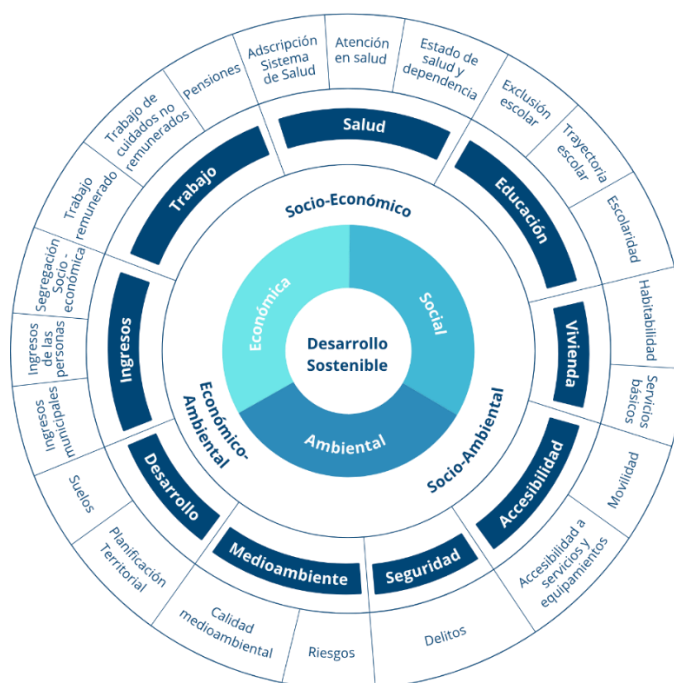 Desarrollo
Sostenible
Económica
Social
Ambiental
Socio-Económico
Socio-Ambiental
Económico-
Ambiental
Salud
Educación
Vivienda
Accesibilidad
Seguridad
Medioambiente
Desarrollo
Ingresos
Trabajo
Adscripción
Sistema
de Salud
Atención
en salud
Estado de
salud y
dependencia
Exclusión
escolar
Trayectoria
escolar
Escolaridad
Habitabilidad
Servicios
básicos
Movilidad
Accesibilidad a
servicios y
equipamientos
Delitos
Riesgos
Calidad
medioambiental
Planificación
Territorial
Suelos
Ingresos
municipales
Ingresos
de las
personas
Segregación
Socio -
económica
Trabajo
remunerado
Trabajo de
cuidados no
remunerados
Pensiones